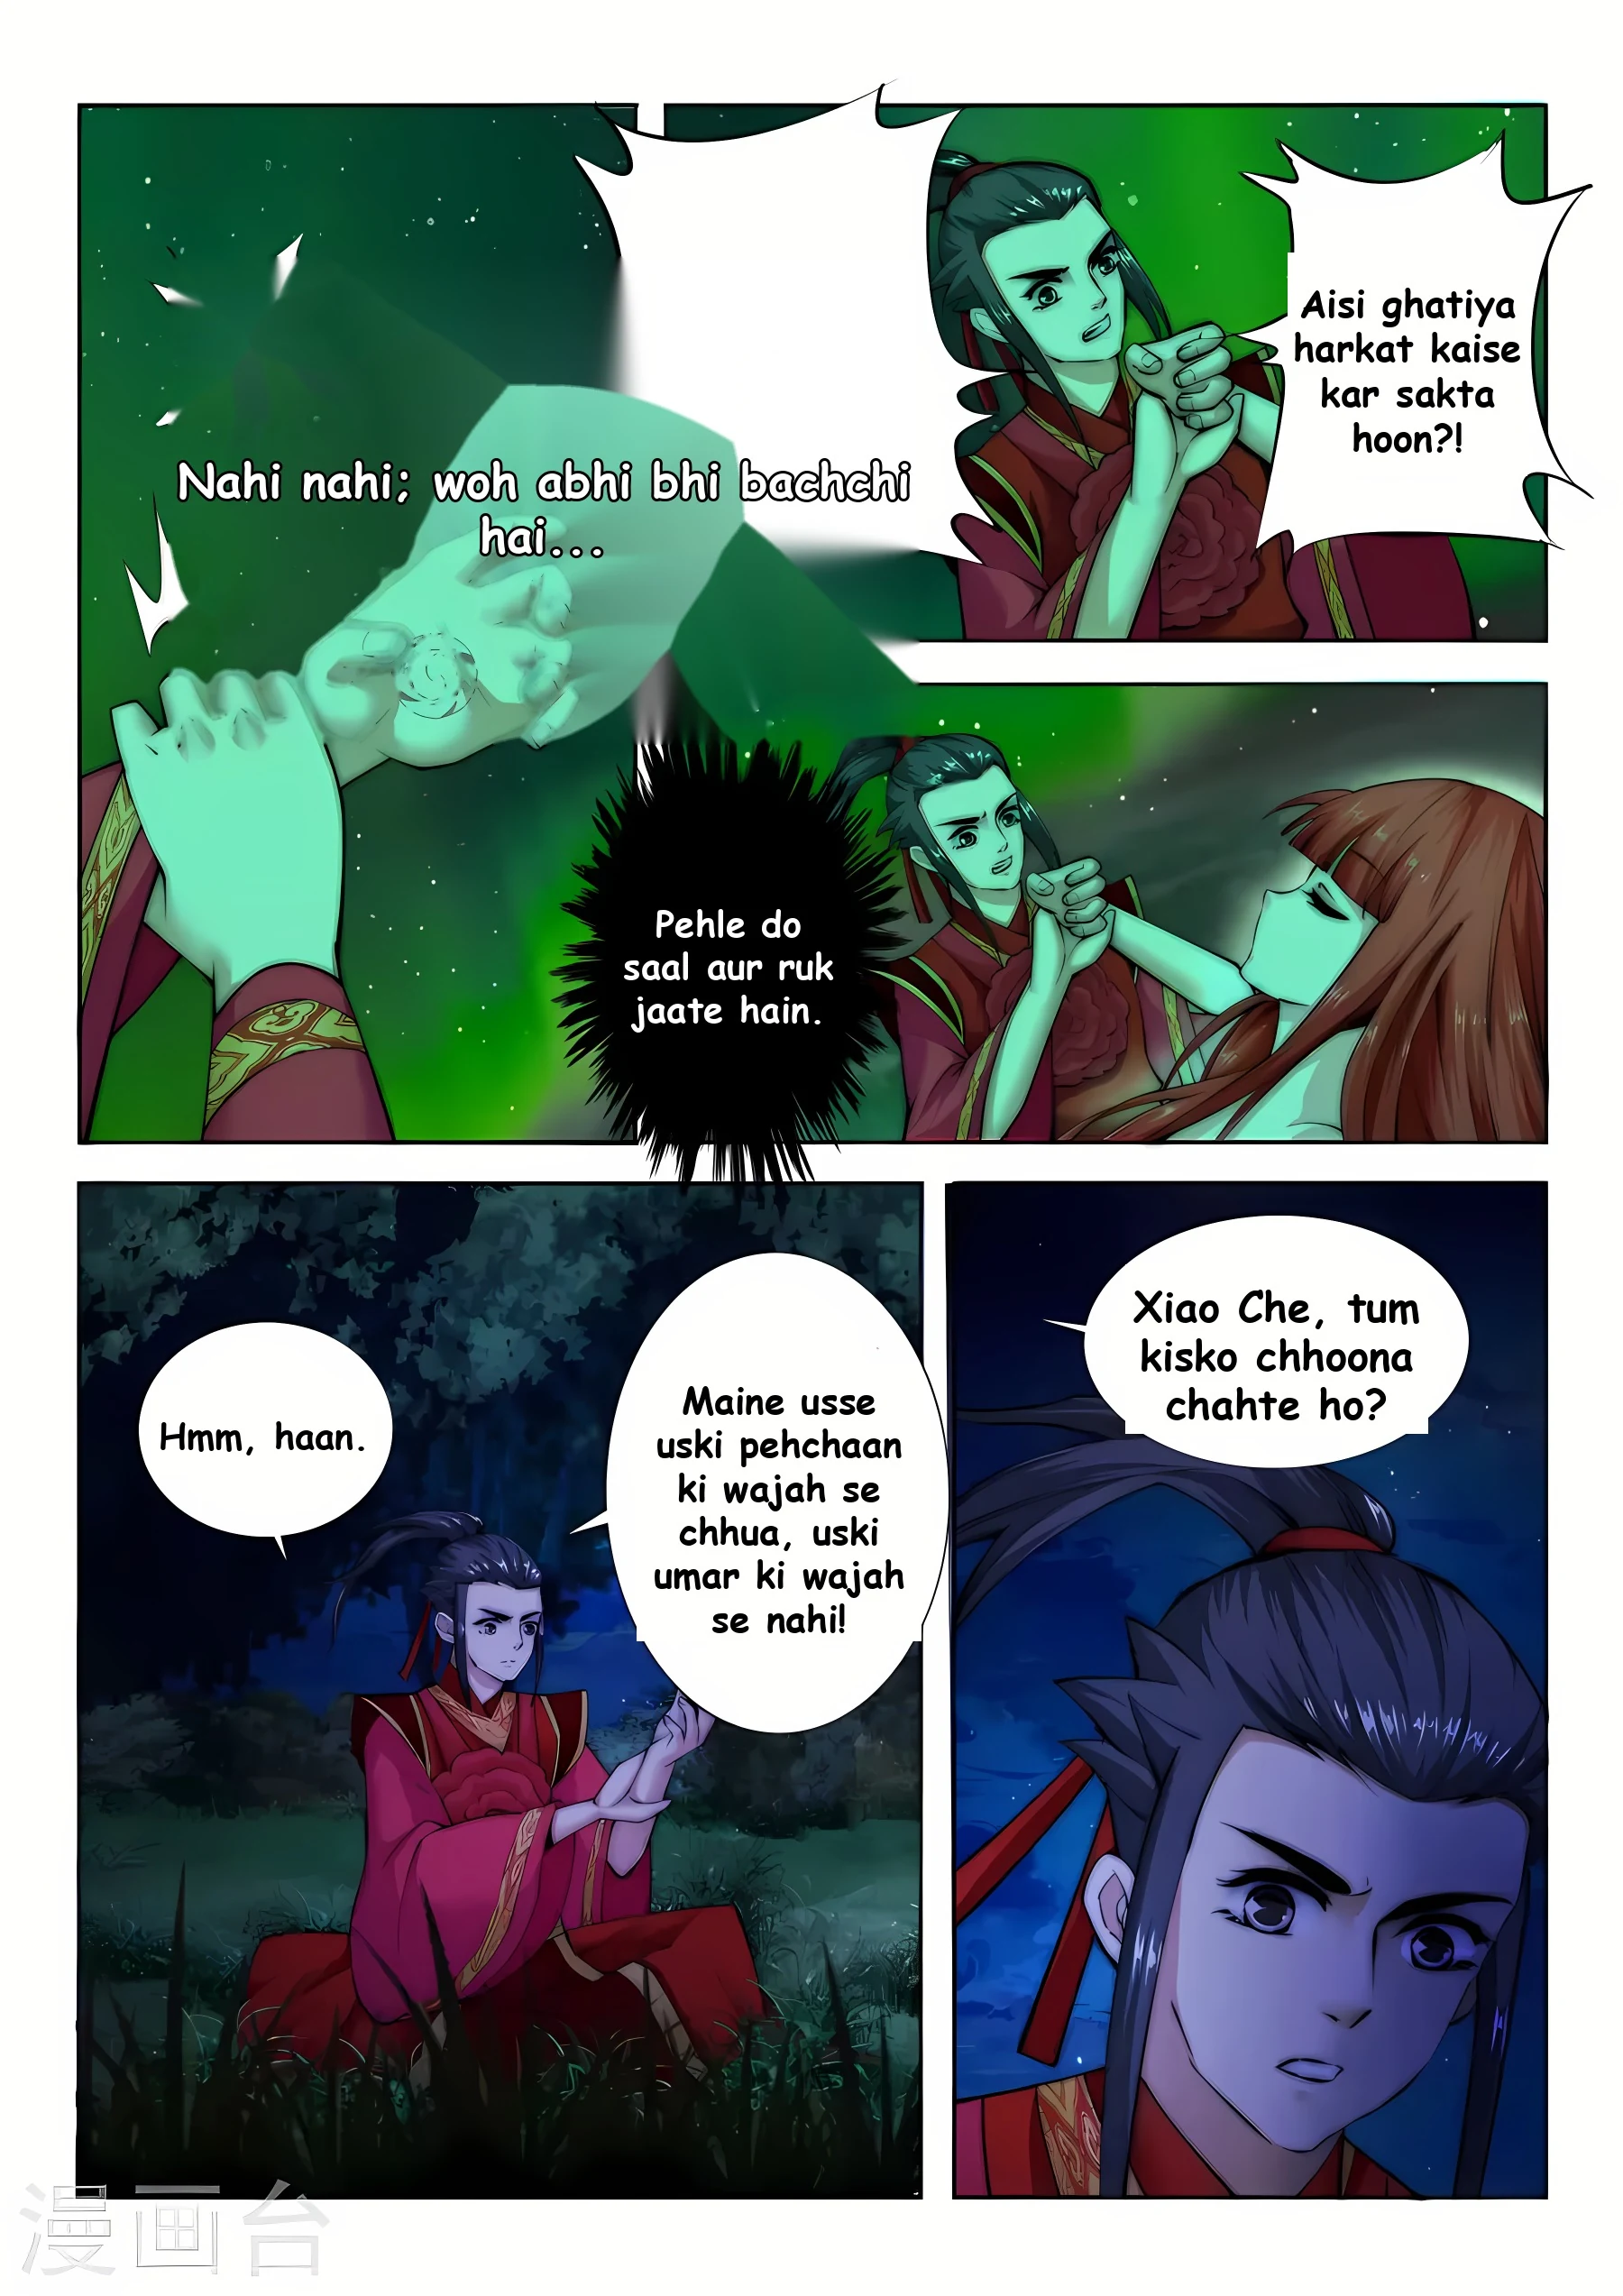 Aisi ghatiya
harkat kaise
kar sakta
hoon?!
Nahi nahi; woh abhi bhi bachchi
hai...
Pehle do
saal aur ruk
jaate hain.
Hmm, haan.
Maine usse
uski pehchaan
ki wajah se
chhua, uski
umar ki wajah
se nahi!
Xiao Che, tum
kisko chhoona
chahte ho?
漫画台